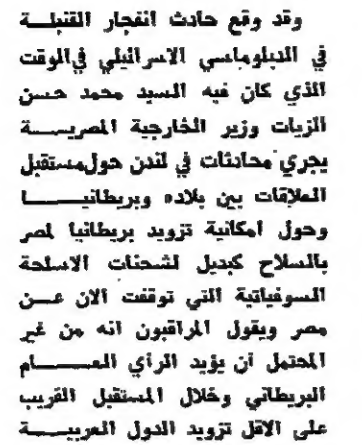 وقد وقع حادث انفجار القنبلة
في الدبلوماسي الاسرائيلي في الوقت
الذي كان فيه السيد محمد حسن
الزيات وزير الخارجية المصرية
يجري محادثات في لندن حول مستقبل
العلاقات بين بلاده وبريطانيا
وحول امكانية تزويد بريطانيا لمصر
بالسلاح كبديل لشحنات الاسلحة
السوفياتية التي توقفت الان عن
مصر ويقول المراقبون انه من غير
المحتمل أن يؤيد الرأي العام
البريطاني وخلال المستقبل القريب
على الاقل تزويد الدول العربية